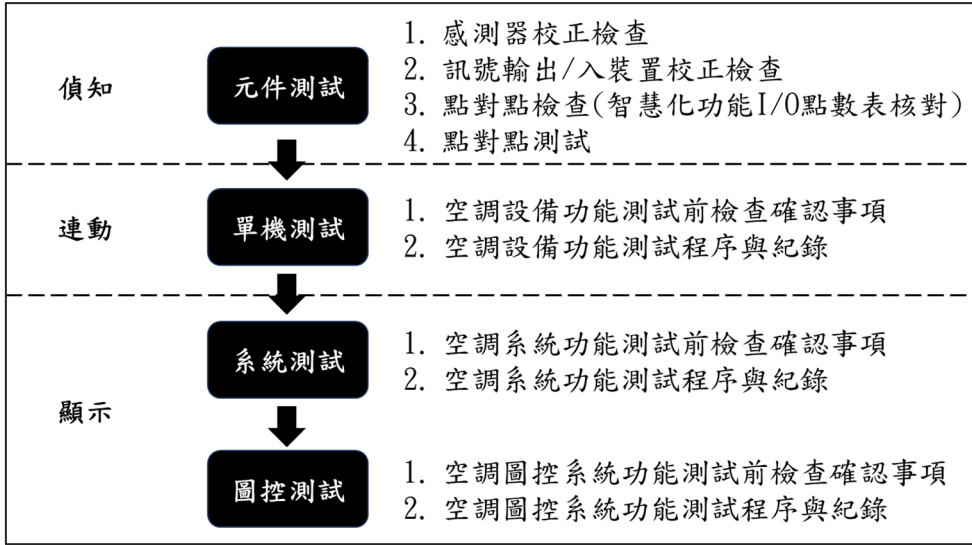 偵知
元件測試
1. 感測器校正檢查
2. 訊號輸出/入裝置校正檢查
3. 點對點檢查(智慧化功能I/O點數表核對)
4. 點對點測試
連動
單機測試
1. 空調設備功能測試前檢查確認事項
2. 空調設備功能測試程序與紀錄
顯示
系統測試
1. 空調系統功能測試前檢查確認事項
2. 空調系統功能測試程序與紀錄
圖控測試
1. 空調圖控系統功能測試前檢查確認事項
2. 空調圖控系統功能測試程序與紀錄